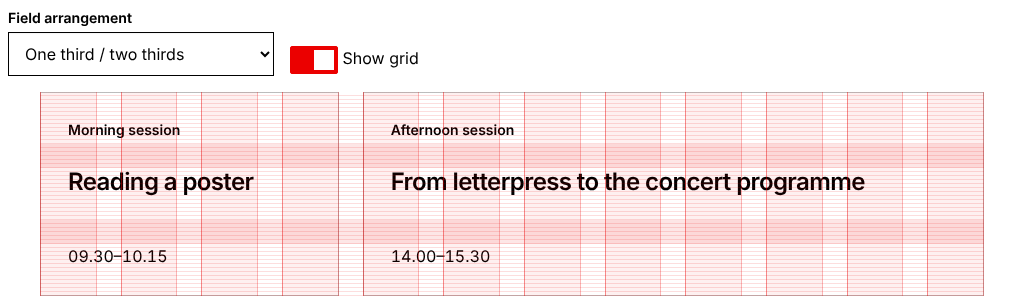 Field arrangement
One third / two thirds
Show grid
Morning session
Reading a poster
09.30–10.15
Afternoon session
From letterpress to the concert programme
14.00–15.30